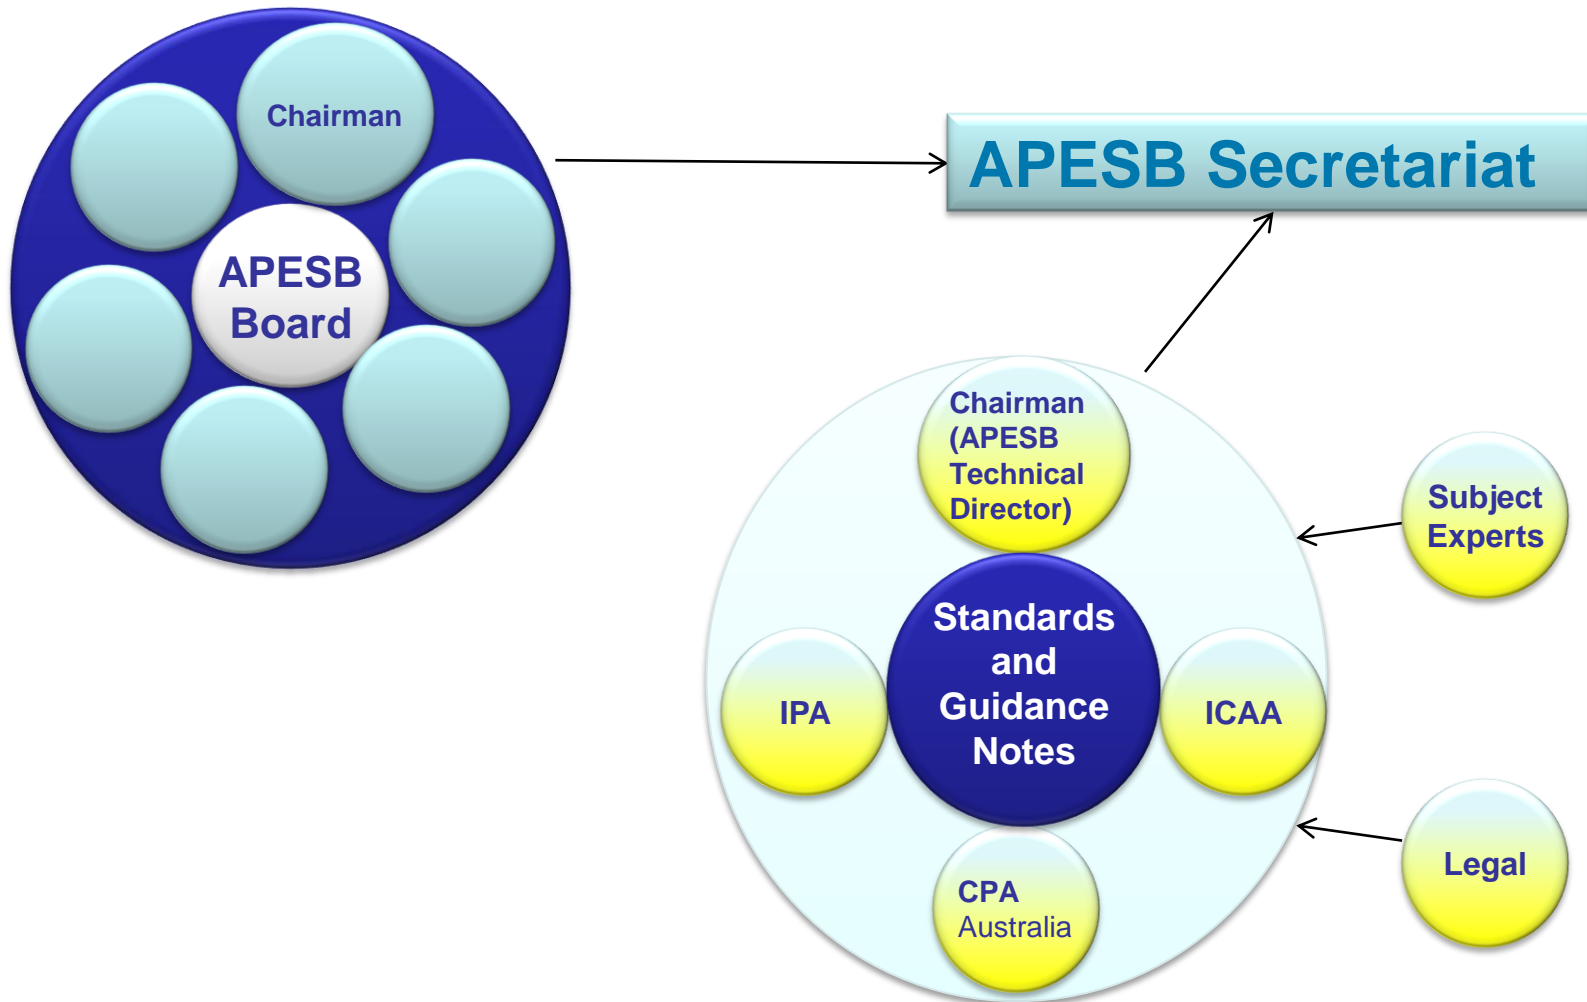 Chairman
APESB
Board
APESB Secretariat
Chairman
(APESB
Technical
Director)
Subject
Experts
Standards
and
Guidance
Notes
IPA
ICAA
CPA
Australia
Legal